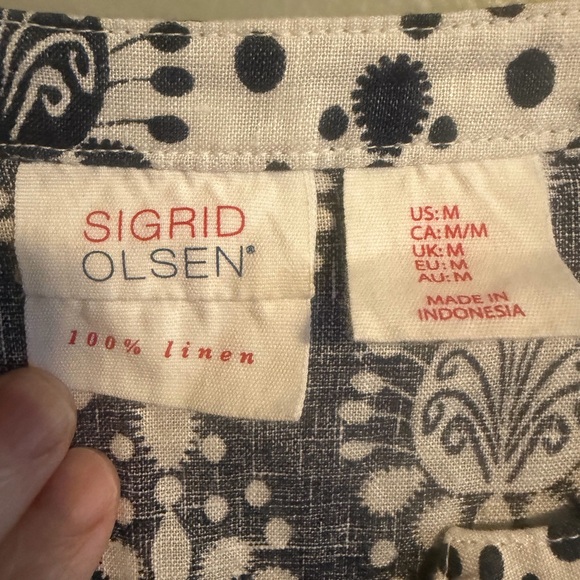 SIGRID
OLSEN®
100% linen
US: M
CA: M/M
UK: M
EU: M
AU: M
MADE IN
INDONESIA